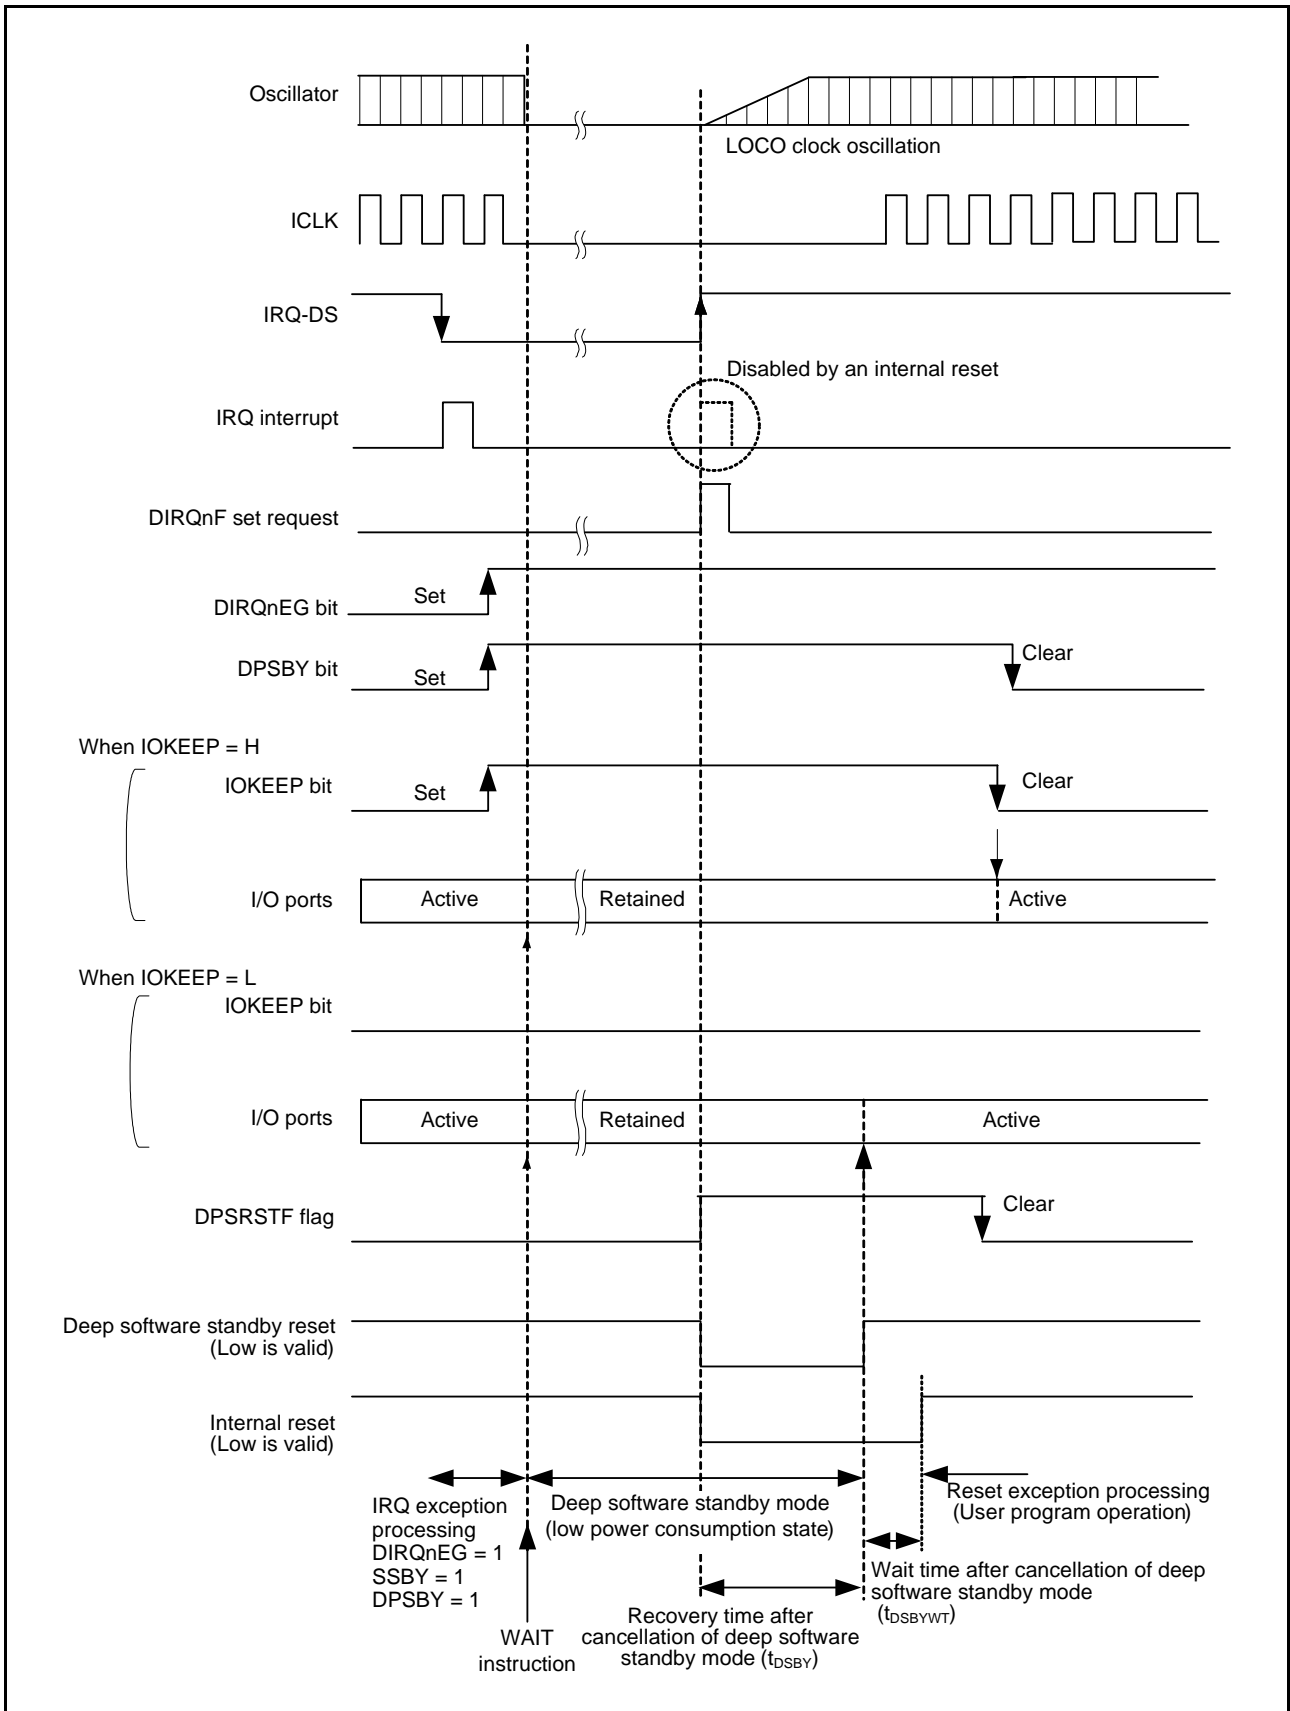 Oscillator
LOCO clock oscillation
ICLK
IRQ-DS
Disabled by an internal reset
IRQ interrupt
DIRQnF set request
DIRQnEG bit
Set
DPSBY bit
Set
Clear
When IOKEEP = H
IOKEEP bit
Set
Clear
I/O ports
Active
Retained
Active
When IOKEEP = L
IOKEEP bit
I/O ports
Active
Retained
Active
DPSRSTF flag
Clear
Deep software standby reset
(Low is valid)
Internal reset
(Low is valid)
IRQ exception
processing
DIRQnEG = 1
SSBY = 1
DPSBY = 1
Deep software standby mode
(low power consumption state)
Reset exception processing
(User program operation)
Wait time after cancellation of deep
software standby mode
(tDSBYWT)
Recovery time after
cancellation of deep software
standby mode (tDSBY)
WAIT
instruction